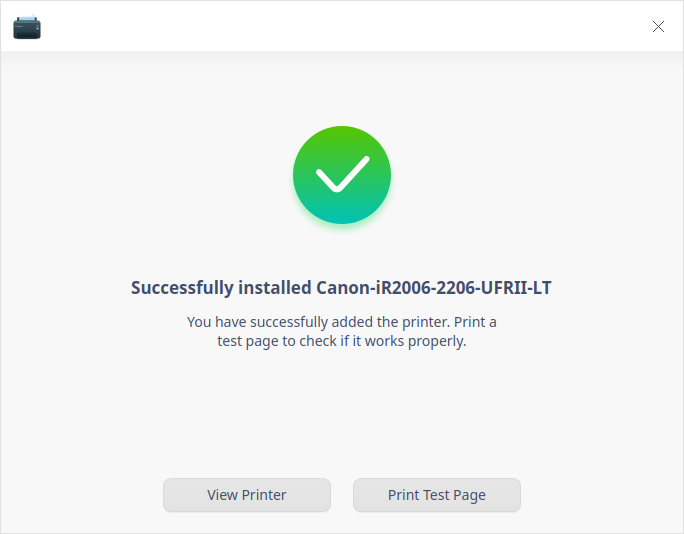 Successfully installed Canon-iR2006-2206-UFRII-LT
You have successfully added the printer. Print a
test page to check if it works properly.
View Printer
Print Test Page